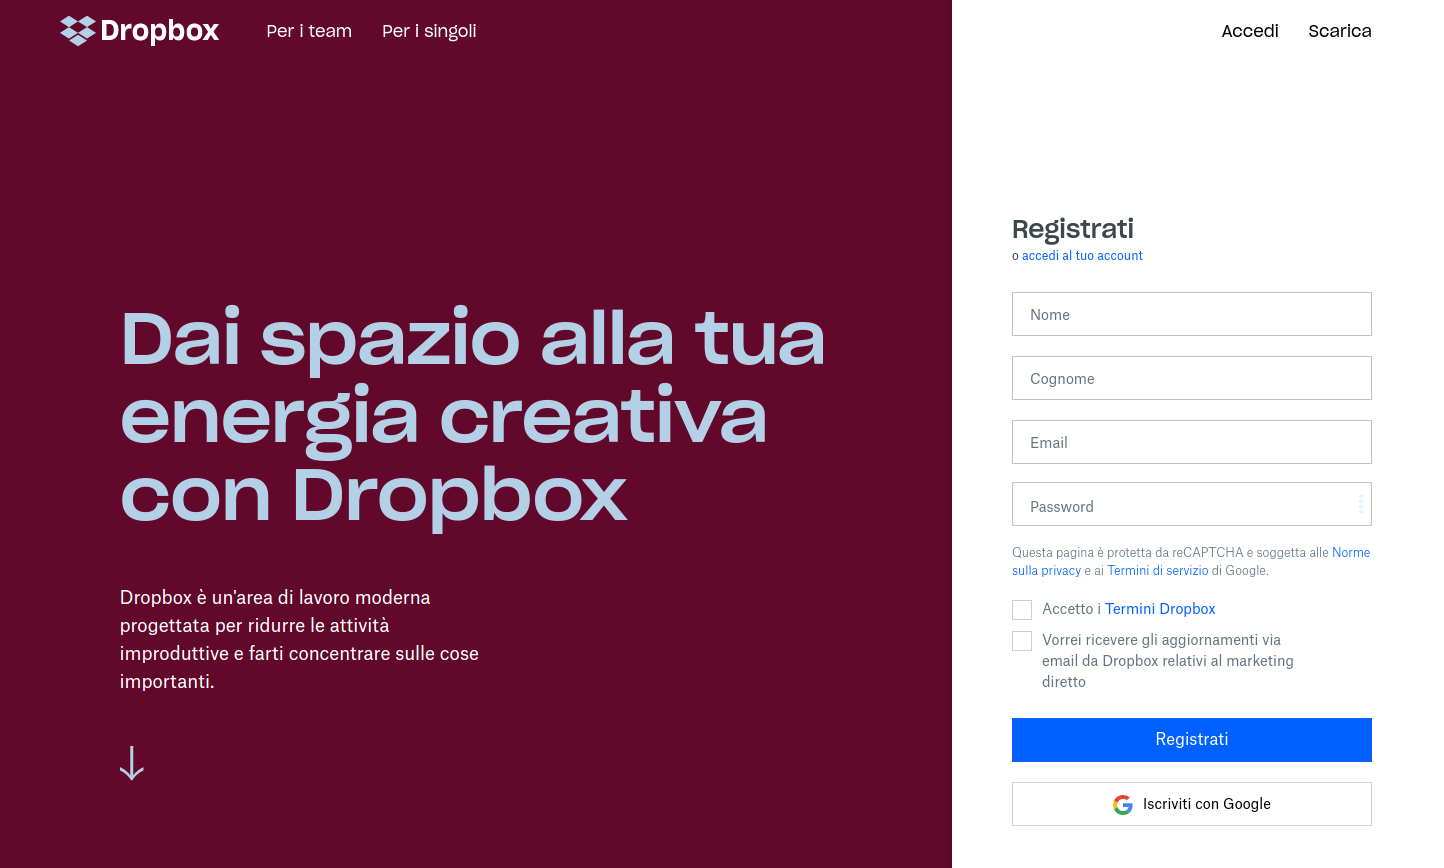 Dropbox
Per i team
Per i singoli
Accedi
Scarica
Dai spazio alla tua
energia creativa
con Dropbox
Dropbox è un'area di lavoro moderna
progettata per ridurre le attività
improduttive e farti concentrare sulle cose
importanti.
Registrati
o accedi al tuo account
Nome
Cognome
Email
Password
Questa pagina è protetta da reCAPTCHA e soggetta alle Norme
sulla privacy e ai Termini di servizio di Google.
Accetto i Termini Dropbox
Vorrei ricevere gli aggiornamenti via
email da Dropbox relativi al marketing
diretto
Registrati
Iscriviti con Google